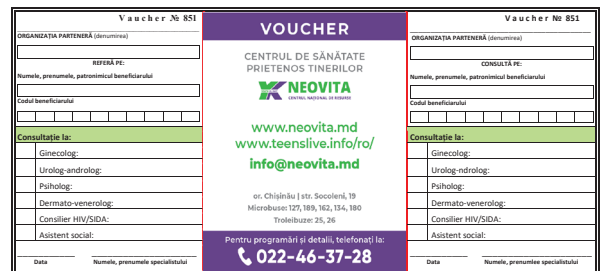 Vaucher № 851
ORGANIZAȚIA PARTENERĂ (denumirea)
REFERĂ PE:
Numele, prenumele, patronimicul beneficiarului
Codul beneficiarului
Consultație la:
Ginecolog:
Urolog-androlog:
Psiholog:
Dermato-venerolog:
Consilier HIV/SIDA:
Asistent social:
Data Numele, prenumele specialistului
VOUCHER
CENTRUL DE SĂNĂTATE
PRIETENOS TINERILOR
NEOVITA
CENTRUL NAȚIONAL DE RESURSE
www.neovita.md
www.teenslive.info/ro/
info@neovita.md
or. Chișinău | str. Socoleni, 19
Microbuse: 127, 189, 162, 134, 180
Troleibuze: 25, 26
Pentru programări și detalii, telefonați la:
022-46-37-28
Vaucher № 851
ORGANIZAȚIA PARTENERĂ (denumirea)
CONSULTĂ PE:
Numele, prenumele, patronimicul beneficiarului
Codul beneficiarului
Consultație la:
Ginecolog:
Urolog-ndrolog:
Psiholog:
Dermato-venerolog:
Consilier HIV/SIDA:
Asistent social:
Data Numele, prenumlee specialistului